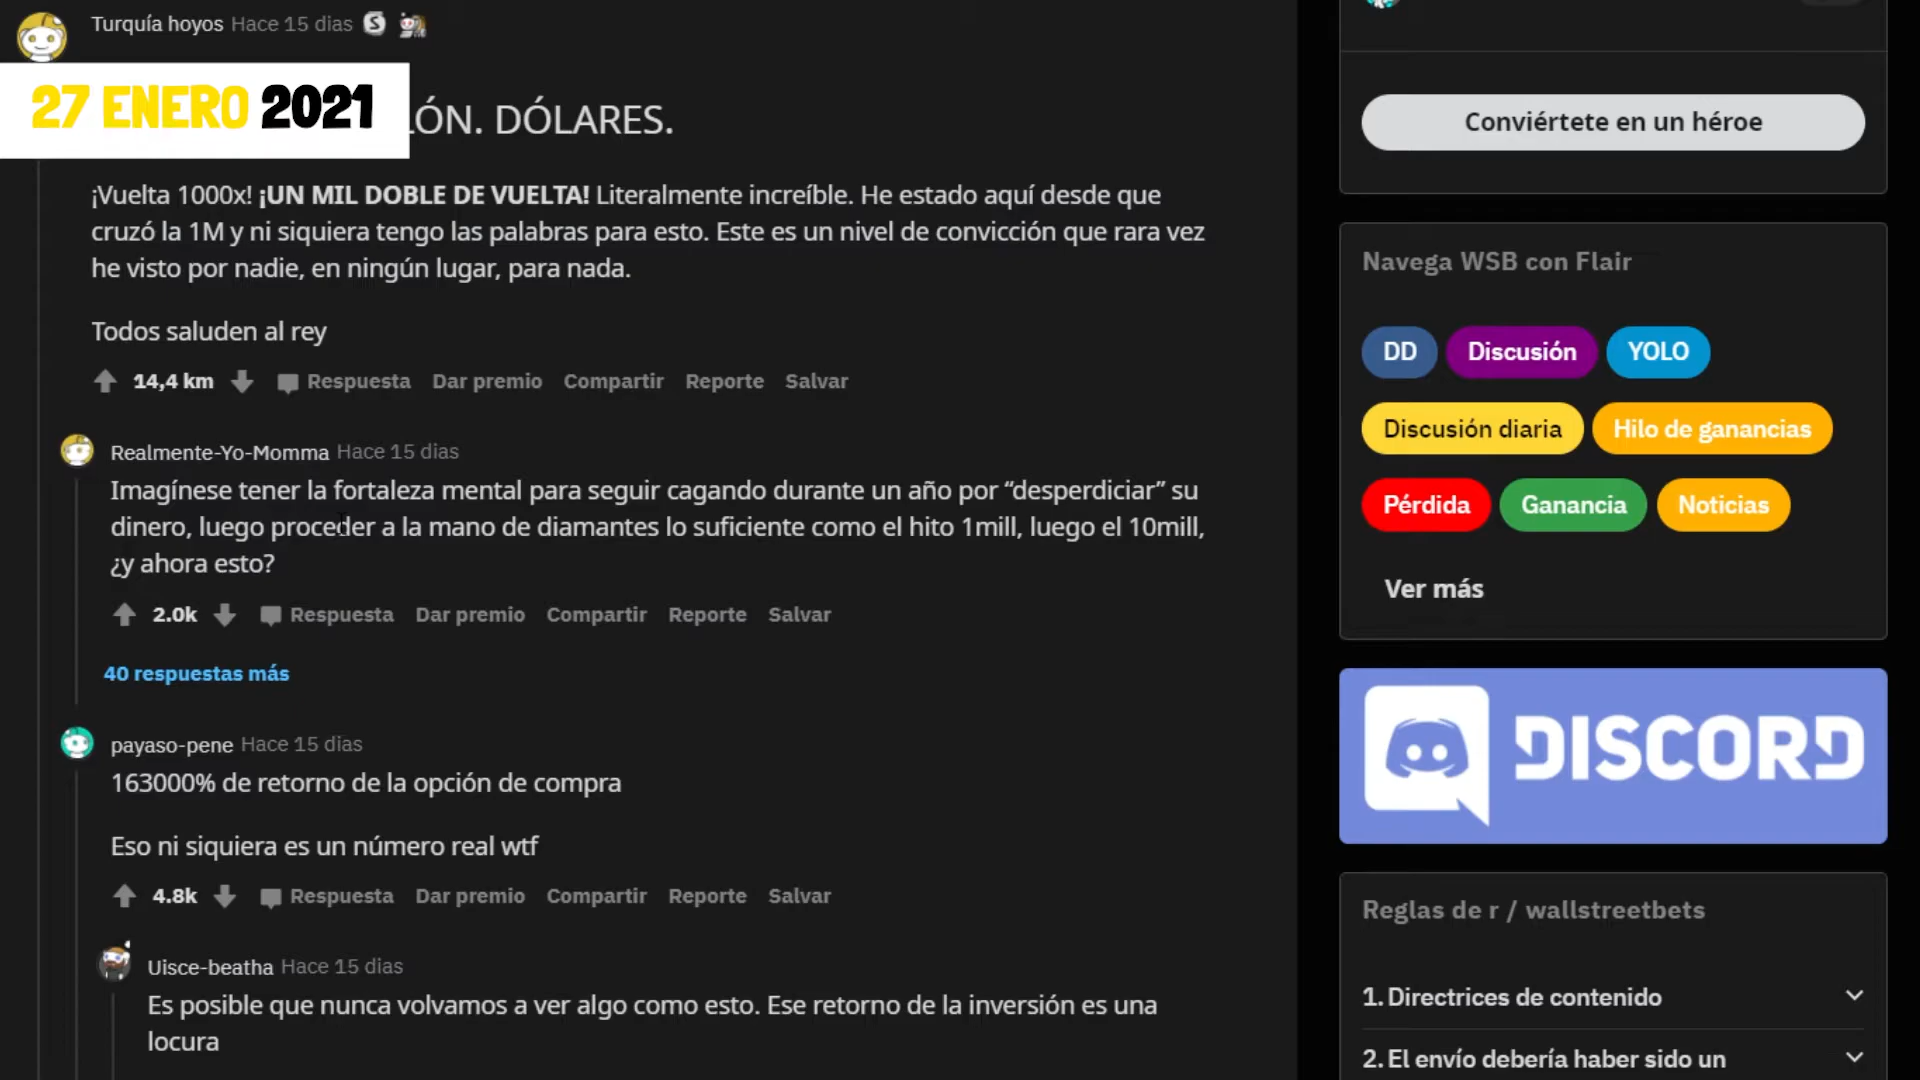 Turquía hoyos Hace 15 dias
27 ENERO 2021
LÓN. DÓLARES.
¡Vuelta 1000x! ¡UN MIL DOBLE DE VUELTA! Literalmente increíble. He estado aquí desde que
cruzó la 1M y ni siquiera tengo las palabras para esto. Este es un nivel de convicción que rara vez
he visto por nadie, en ningún lugar, para nada.
Todos saluden al rey
14,4 km Respuesta Dar premio Compartir Reporte Salvar
Realmente-Yo-Momma Hace 15 dias
Imagínese tener la fortaleza mental para seguir cagando durante un año por “desperdiciar” su
dinero, luego proceder a la mano de diamantes lo suficiente como el hito 1mill, luego el 10mill,
¿y ahora esto?
2.0k Respuesta Dar premio Compartir Reporte Salvar
40 respuestas más
payaso-pene Hace 15 dias
163000% de retorno de la opción de compra
Eso ni siquiera es un número real wtf
4.8k Respuesta Dar premio Compartir Reporte Salvar
Uisce-beatha Hace 15 dias
Es posible que nunca volvamos a ver algo como esto. Ese retorno de la inversión es una
locura
Conviértete en un héroe
Navega WSB con Flair
DD Discusión YOLO
Discusión diaria Hilo de ganancias
Pérdida Ganancia Noticias
Ver más
DISCORD
Reglas de r / wallstreetbets
1. Directrices de contenido
2. El envío debería haber sido un